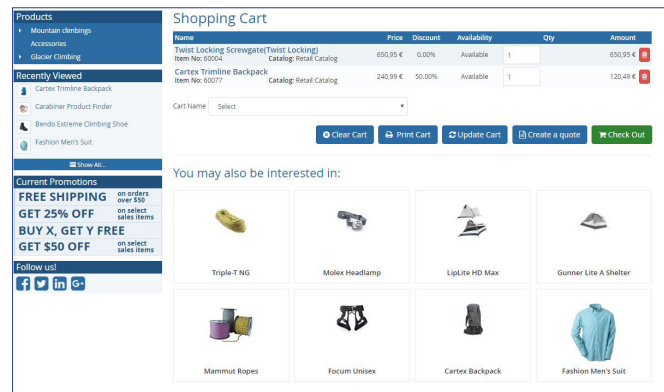 Products
Mountain climbings
Accessories
Glacier Climbing
Recently Viewed
Cartex Trimline Backpack
Carabiner Product Finder
Bendo Extreme Climbing Shoe
Fashion Men's Suit
Show All...
Current Promotions
FREE SHIPPING on orders over $50
GET 25% OFF on select sales items
BUY X, GET Y FREE
GET $50 OFF on select sales items
Follow us!
Shopping Cart
Name Price Discount Availability Qty Amount
Twist Locking Screwgate(Twist Locking)
Item No: 60004 Catalog: Retail Catalog 650,95 € 0.00% Available 1 650,95 €
Cartex Trimline Backpack
Item No: 60077 Catalog: Retail Catalog 240,99 € 50.00% Available 1 120,49 €
Cart Name Select
Clear Cart Print Cart Update Cart Create a quote Check Out
You may also be interested in:
Triple-T NG Molex Headlamp LipLite HD Max Gunner Lite A Shelter
Mammut Ropes Focum Unisex Cartex Backpack Fashion Men's Suit